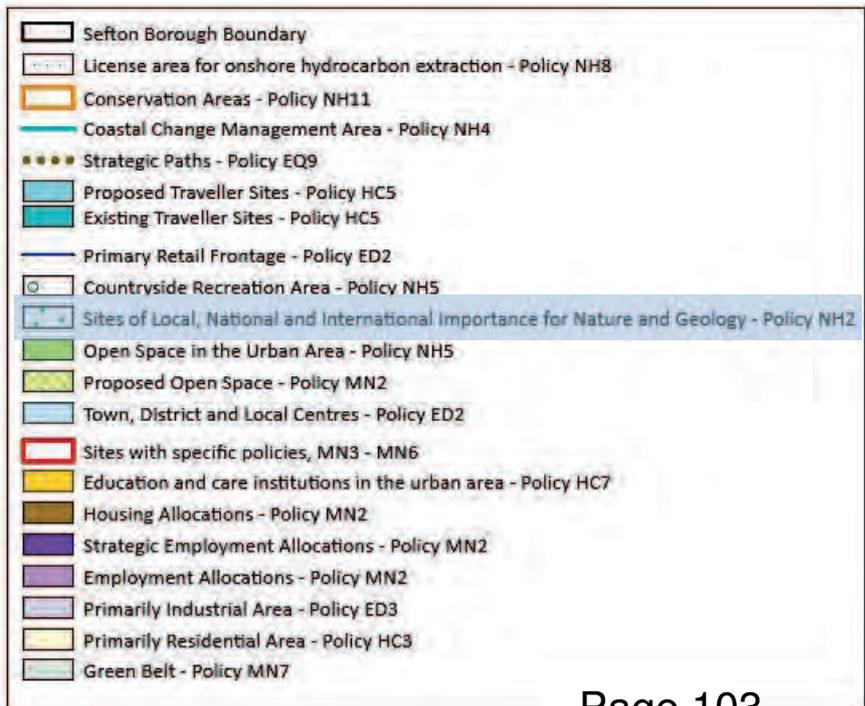 Sefton Borough Boundary
License area for onshore hydrocarbon extraction - Policy NH8
Conservation Areas - Policy NH11
Coastal Change Management Area - Policy NH4
Strategic Paths - Policy EQ9
Proposed Traveller Sites - Policy HC5
Existing Traveller Sites - Policy HC5
Primary Retail Frontage - Policy ED2
Countryside Recreation Area - Policy NH5
Sites of Local, National and International Importance for Nature and Geology - Policy NH2
Open Space in the Urban Area - Policy NH5
Proposed Open Space - Policy MN2
Town, District and Local Centres - Policy ED2
Sites with specific policies, MN3 - MN6
Education and care institutions in the urban area - Policy HC7
Housing Allocations - Policy MN2
Strategic Employment Allocations - Policy MN2
Employment Allocations - Policy MN2
Primarily Industrial Area - Policy ED3
Primarily Residential Area - Policy HC3
Green Belt - Policy MN7
Page 103